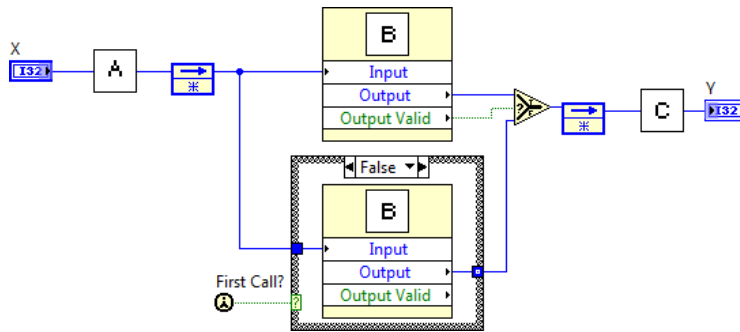 B
X
I32
A
Input
Output
Output Valid
?
F
Y
I32
C
False
B
Input
Output
Output Valid
First Call?
i
?